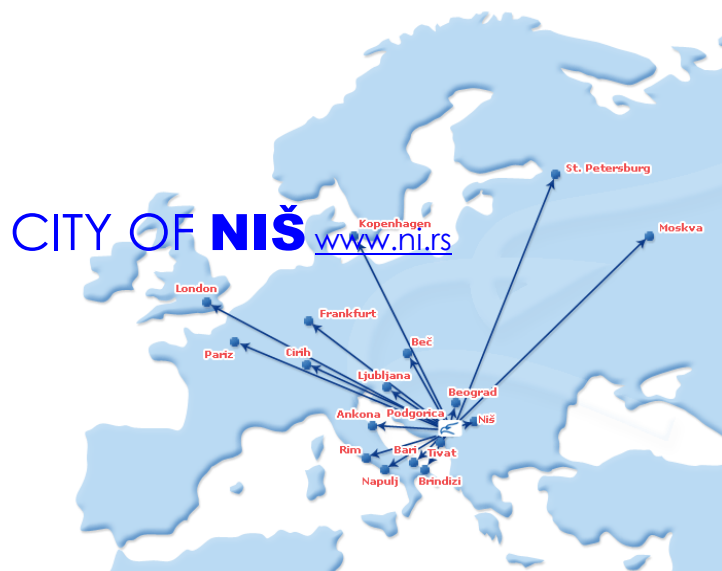 St. Petersburg
CITY OF NIŠ www.ni.rs
Kopenhagen
Moskva
London
Frankfurt
Pariz
Cirih
Beč
Ljubljana
Beograd
Ankona
Podgorica
Niš
Rim
Bari
Tivat
Napulj
Brindizi